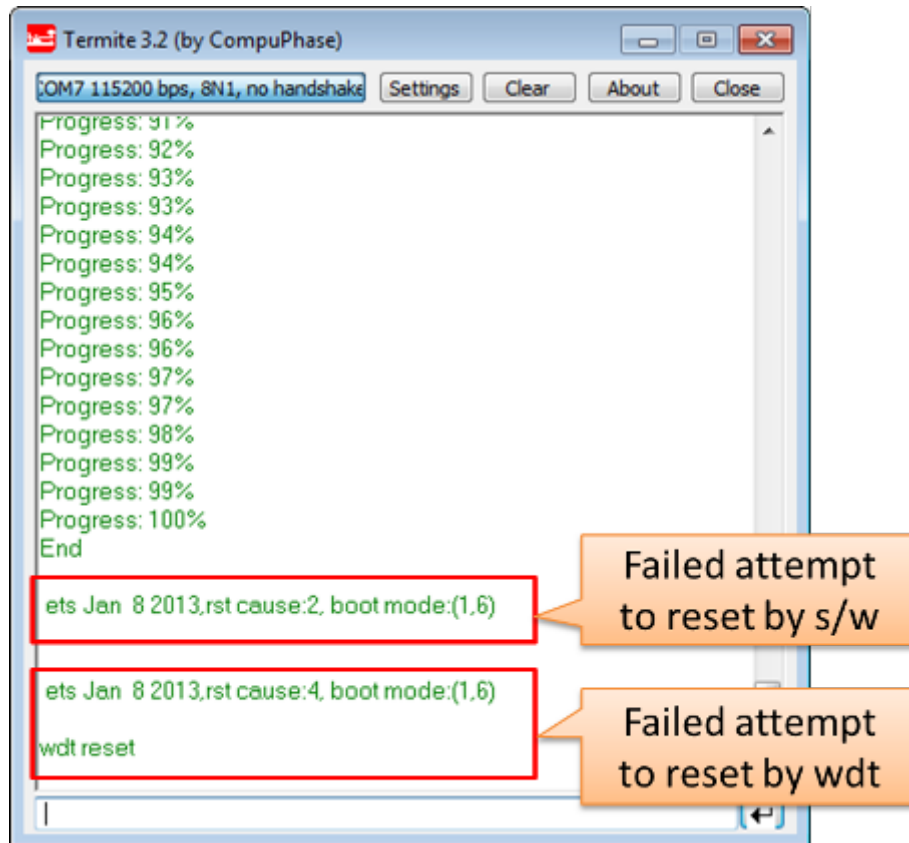 Termite 3.2 (by CompuPhase)
COM7 115200 bps, 8N1, no handshake
Settings
Clear
About
Close
Progress: 91%
Progress: 92%
Progress: 93%
Progress: 93%
Progress: 94%
Progress: 94%
Progress: 95%
Progress: 96%
Progress: 96%
Progress: 97%
Progress: 97%
Progress: 98%
Progress: 99%
Progress: 99%
Progress: 100%
End
ets Jan 8 2013,rst cause:2, boot mode:(1,6)
Failed attempt
to reset by s/w
ets Jan 8 2013,rst cause:4, boot mode:(1,6)
wdt reset
Failed attempt
to reset by wdt